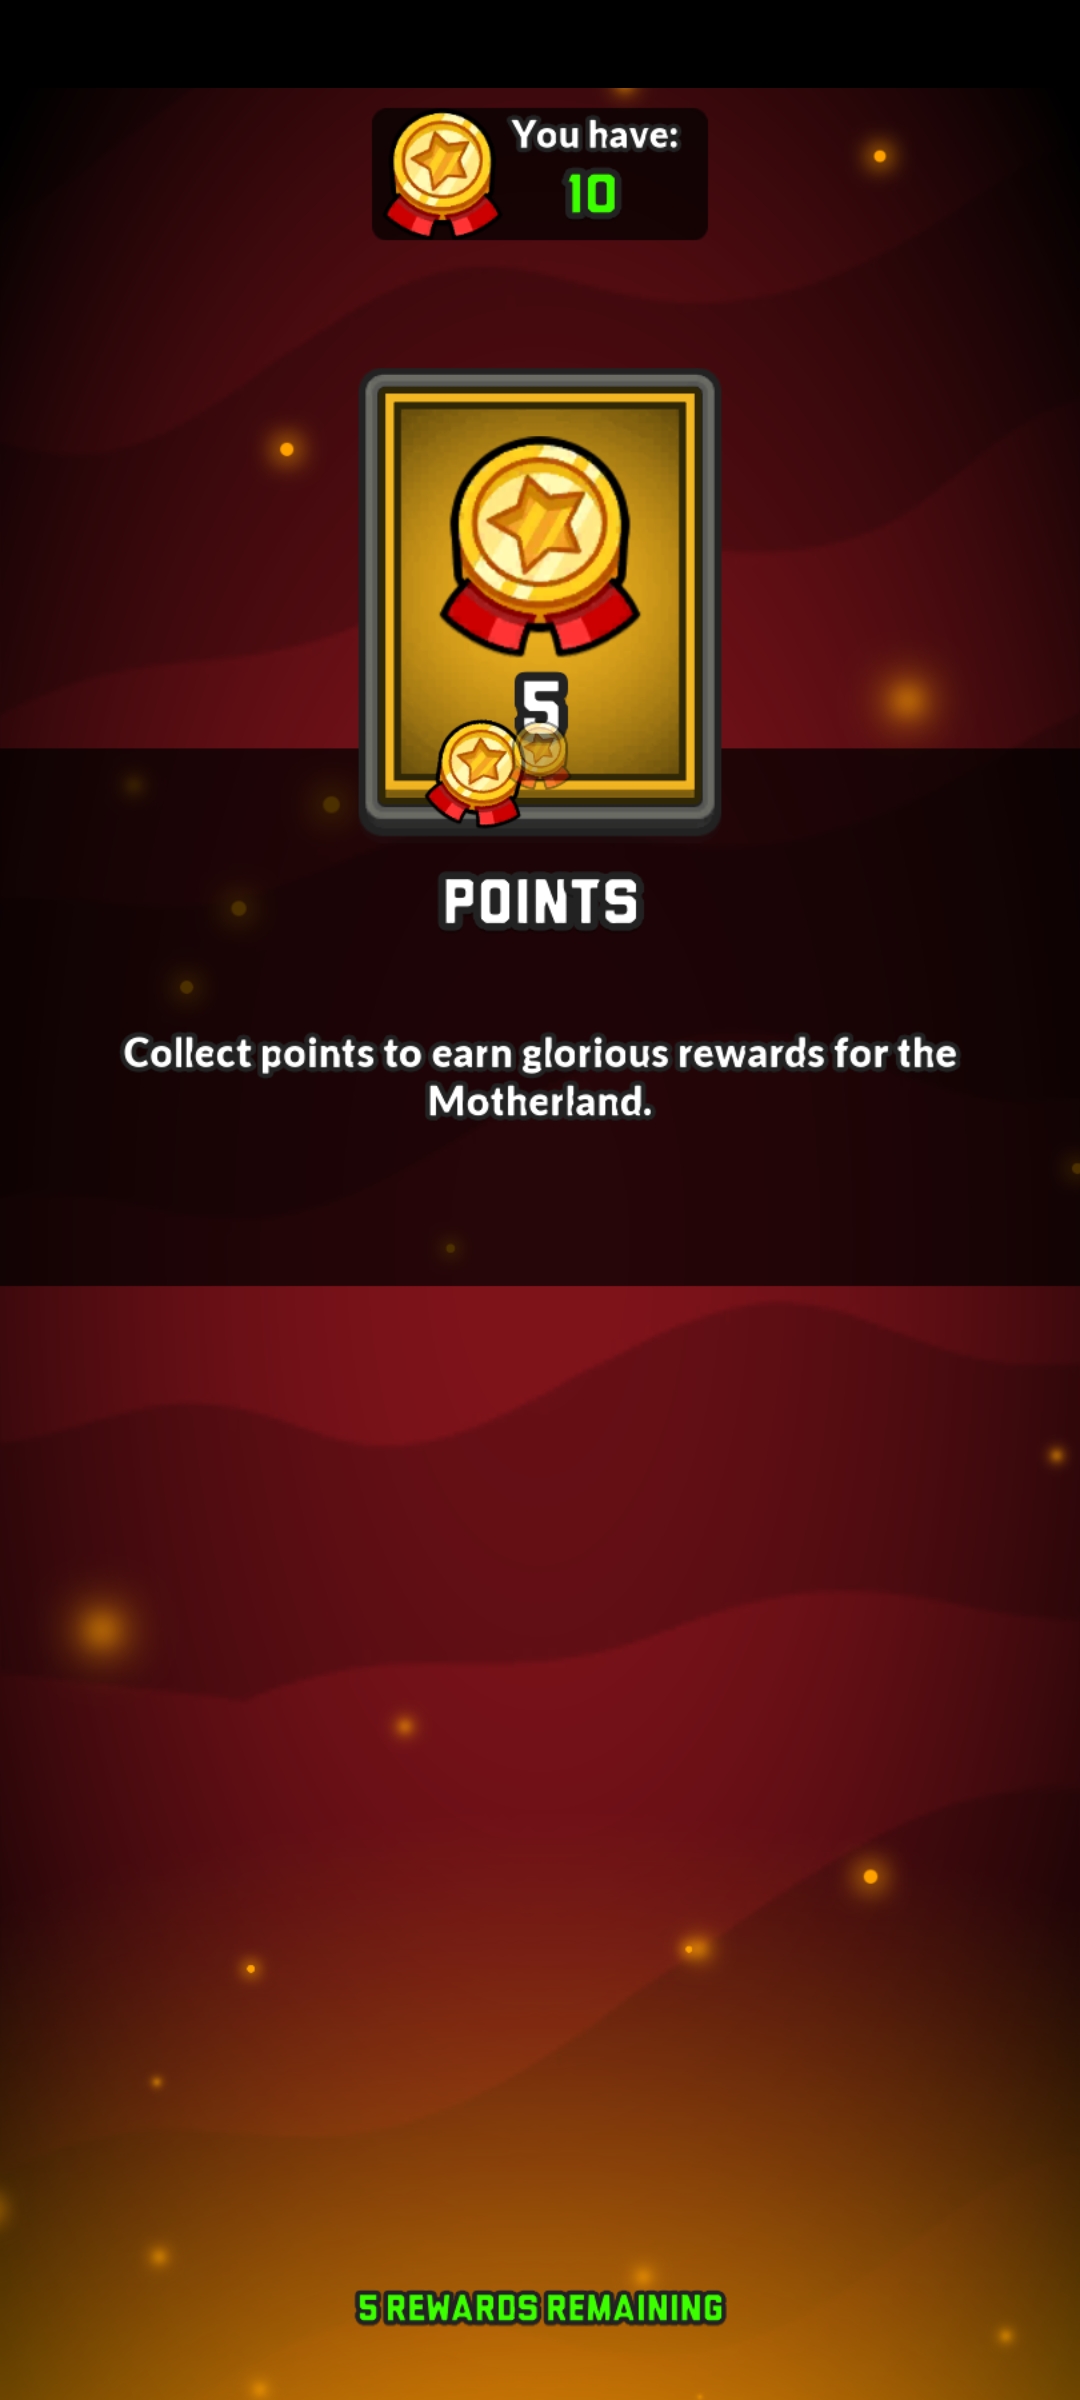 You have:
10
5
POINTS
Collect points to earn glorious rewards for the
Motherland.
5 REWARDS REMAINING